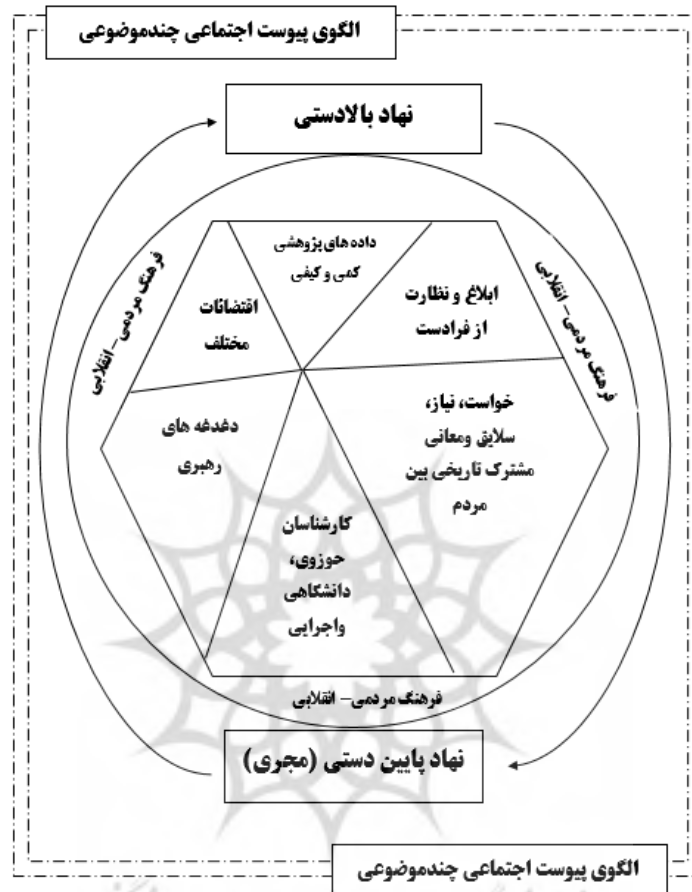 الگوی پیوست اجتماعی چندموضوعی
نهاد بالادستی
داده های پژوهشی
کمی و کیفی
ابلاغ و نظارت
از فرادست
اقتضائات
مختلف
فرهنگ مردمی – انقلابی
فرهنگ مردمی – انقلابی
خواست، نیاز،
سلایق ومعانی
مشترک تاریخی بین
مردم
دغدغه های
رهبری
کارشناسان
حوزوی،
دانشگاهی
واجرایی
فرهنگ مردمی – انقلابی
نهاد پایین دستی (مجری)
الگوی پیوست اجتماعی چندموضوعی